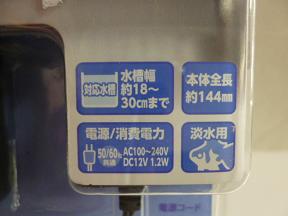 対応水槽
水槽幅
約18～
30cmまで
本体全長
約144mm
電源/消費電力
50/60Hz
共通
AC100～240V
DC12V 1.2W
淡水用
電源コード